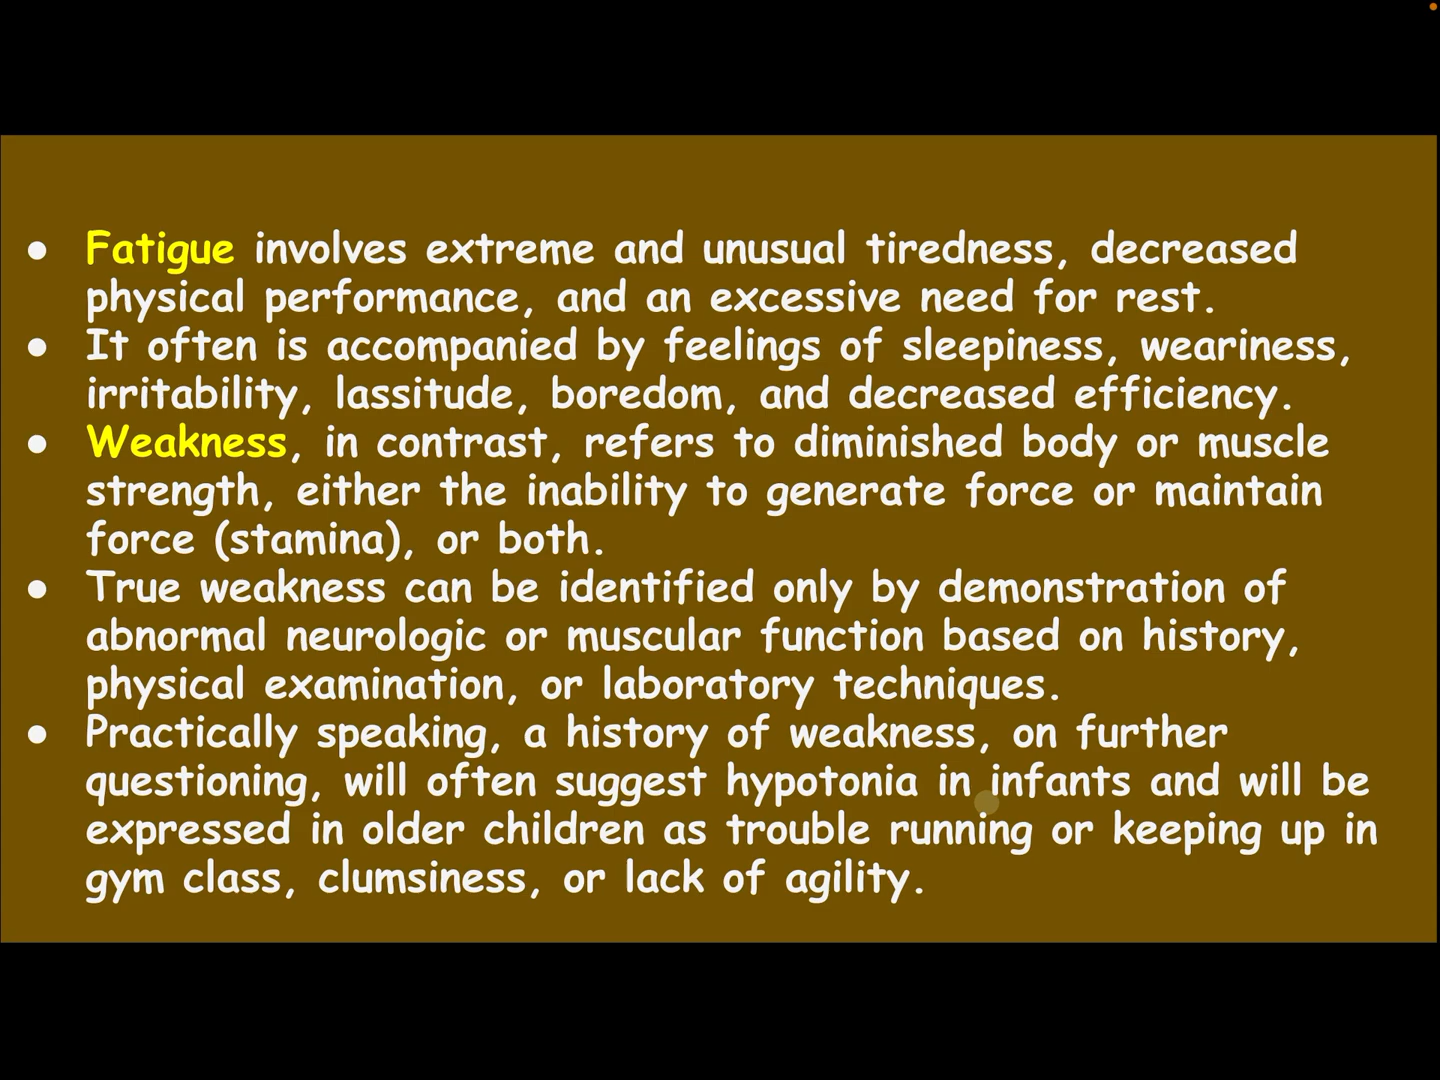 ● Fatigue involves extreme and unusual tiredness, decreased
physical performance, and an excessive need for rest.
● It often is accompanied by feelings of sleepiness, weariness,
irritability, lassitude, boredom, and decreased efficiency.
● Weakness, in contrast, refers to diminished body or muscle
strength, either the inability to generate force or maintain
force (stamina), or both.
● True weakness can be identified only by demonstration of
abnormal neurologic or muscular function based on history,
physical examination, or laboratory techniques.
● Practically speaking, a history of weakness, on further
questioning, will often suggest hypotonia in infants and will be
expressed in older children as trouble running or keeping up in
gym class, clumsiness, or lack of agility.